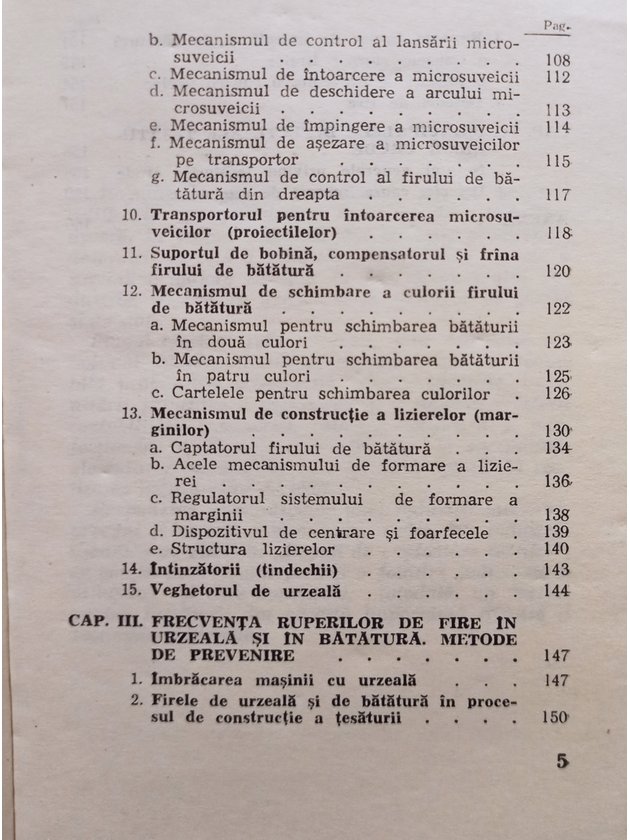 Pag.
b. Mecanismul de control al lansării micro-
suveicii . . . . . . . . . 108
c. Mecanismul de întoarcere a microsuveicii 112
d. Mecanismul de deschidere a arcului mi-
crosuveicii . . . . . . . . . 113
e. Mecanismul de împingere a microsuveicii 114
f. Mecanismul de așezare a microsuveicilor
pe transportor . . . . . . . 115
g. Mecanismul de control al firului de bă-
tătură din dreapta . . . . . . 117
10. Transportorul pentru întoarcerea microsu-
veicilor (proiectilelor) . . . . . . 118
11. Suportul de bobină, compensatorul și frîna
firului de bătătură . . . . . . . 120
12. Mecanismul de schimbare a culorii firului
de bătătură . . . . . . . . . 122
a. Mecanismul pentru schimbarea bătăturii
în două culori . . . . . . . 123
b. Mecanismul pentru schimbarea bătăturii
în patru culori . . . . . . . 125
c. Cartelele pentru schimbarea culorilor . 126
13. Mecanismul de construcție a lizierelor (mar-
ginilor) . . . . . . . . . . 130
a. Captatorul firului de bătătură . . . 134
b. Acele mecanismului de formare a lizie-
rei . . . . . . . . . . . 136
c. Regulatorul sistemului de formare a
marginii . . . . . . . . . 138
d. Dispozitivul de centrare și foarfecele . 139
e. Structura lizierelor . . . . . . 140
14. Întinzătorii (tindechii) . . . . . . 143
15. Veghetorul de urzeală . . . . . . 144
CAP. III. FRECVENȚA RUPERILOR DE FIRE ÎN
URZEALĂ ȘI ÎN BĂTĂTURĂ. METODE
DE PREVENIRE . . . . . . . 147
1. Îmbrăcarea mașinii cu urzeală . . . 147
2. Firele de urzeală și de bătătură în proce-
sul de construcție a țesăturii . . . . 150
5